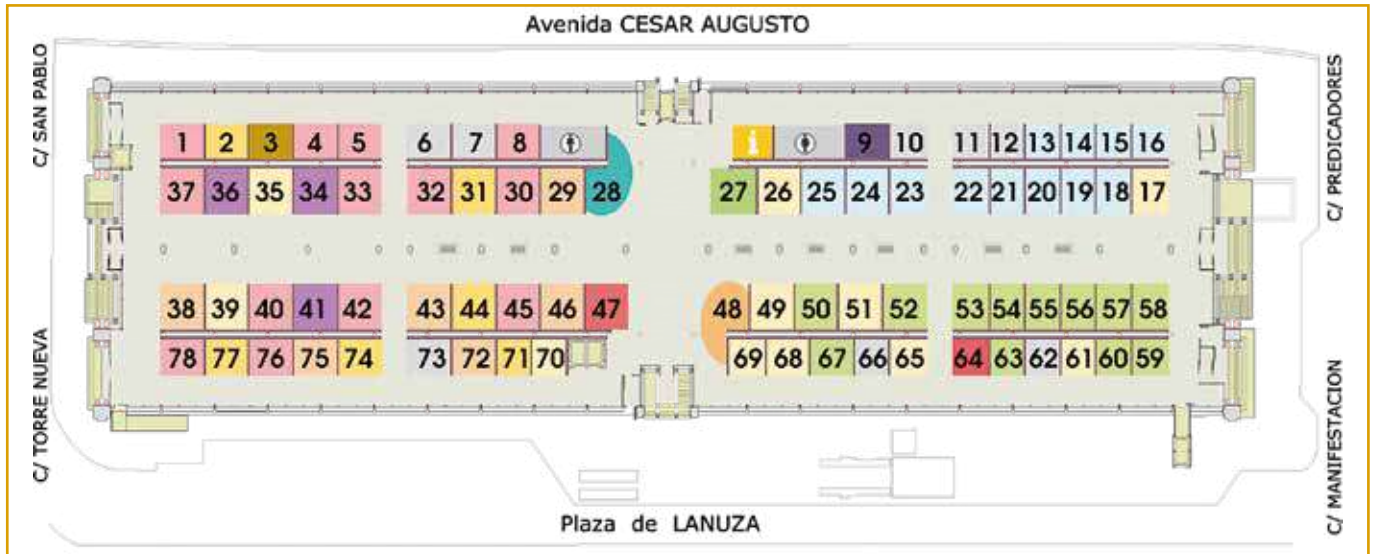 Avenida CESAR AUGUSTO
C/ SAN PABLO
C/ PREDICADORES
1 2 3 4 5 6 7 8 i 9 10 11 12 13 14 15 16
37 36 35 34 33 32 31 30 29 28 27 26 25 24 23 22 21 20 19 18 17
38 39 40 41 42 43 44 45 46 47 48 49 50 51 52 53 54 55 56 57 58
78 77 76 75 74 73 72 71 70 69 68 67 66 65 64 63 62 61 60 59
C/ TORRE NUEVA
C/ MANIFESTACION
Plaza de LANUZA